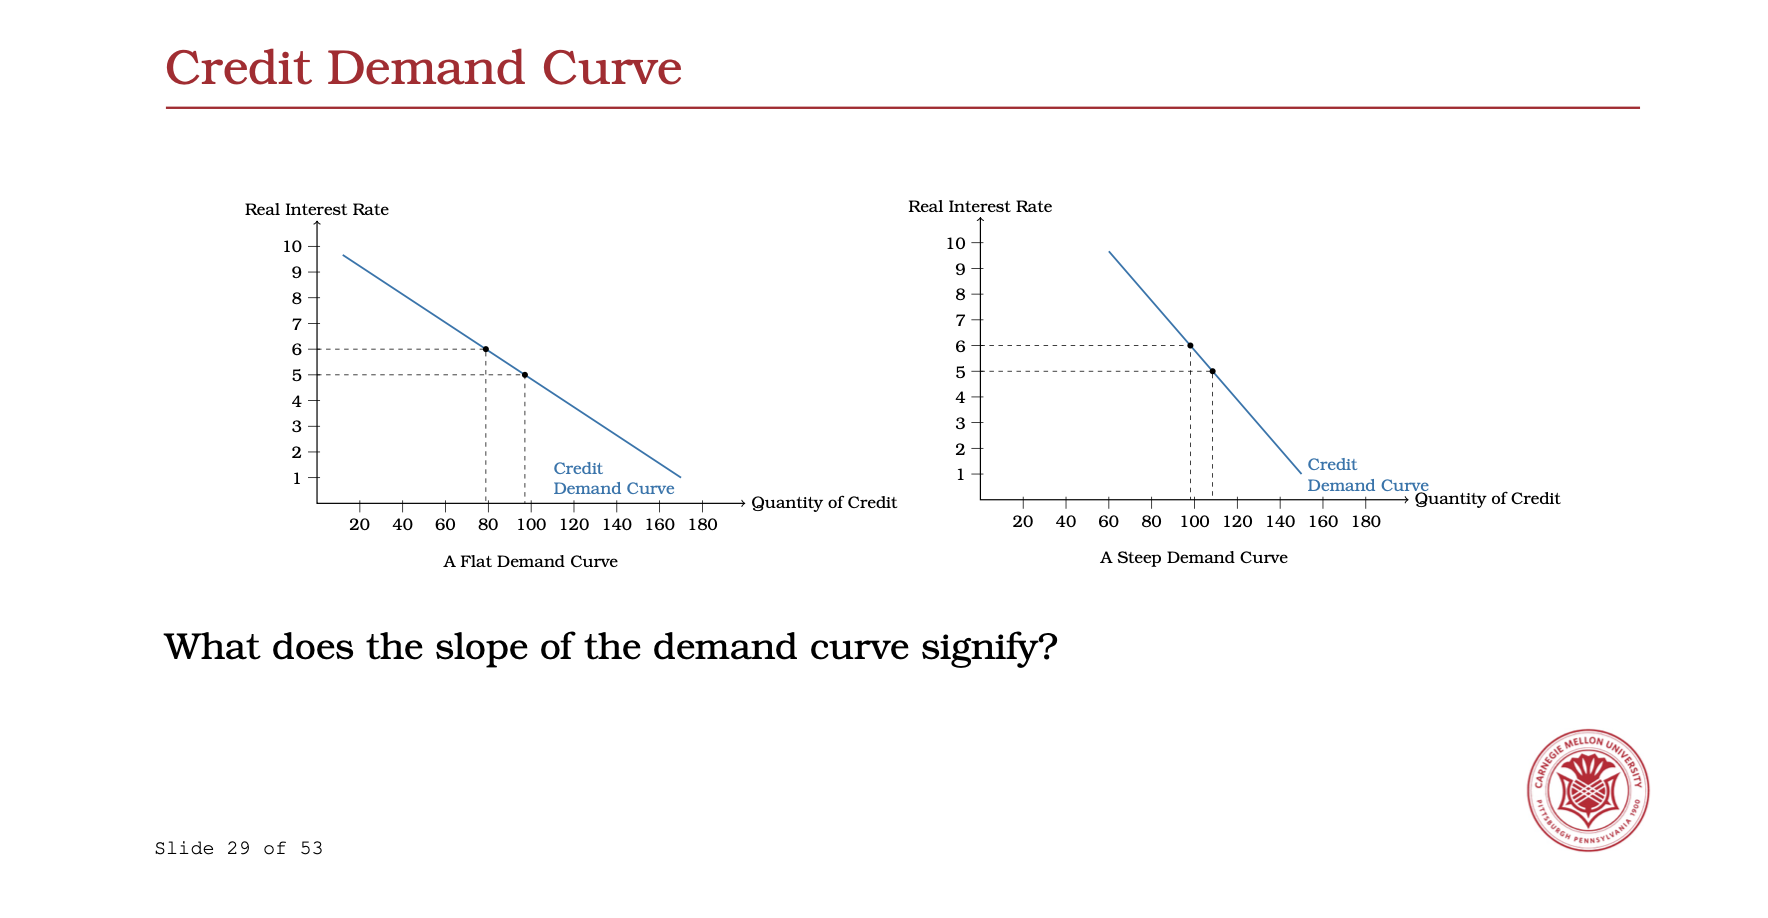 Credit Demand Curve
Real Interest Rate
10
9
8
7
6
5
4
3
2
1
Credit
Demand Curve
Quantity of Credit
20 40 60 80 100 120 140 160 180
A Flat Demand Curve
Real Interest Rate
10
9
8
7
6
5
4
3
2
1
Credit
Demand Curve
Quantity of Credit
20 40 60 80 100 120 140 160 180
A Steep Demand Curve
What does the slope of the demand curve signify?
CARNEGIE MELLON UNIVERSITY
PITTSBURGH PENNSYLVANIA 1900
Slide 29 of 53